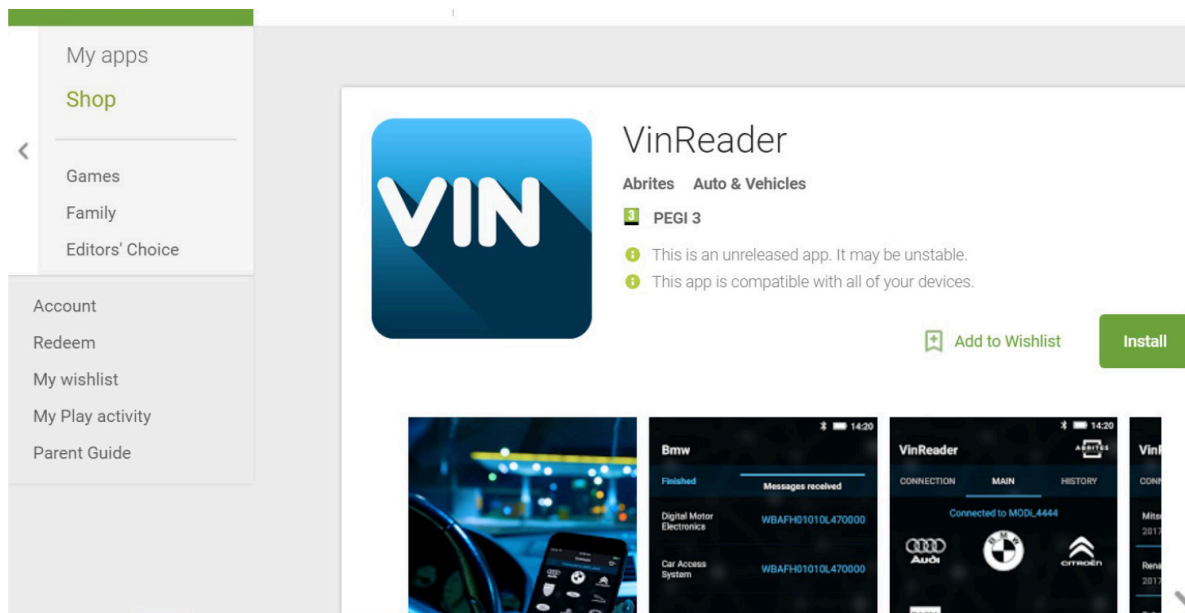 My apps
Shop
Games
Family
Editors' Choice
Account
Redeem
My wishlist
My Play activity
Parent Guide
VIN
VinReader
Abrites Auto & Vehicles
3 PEGI 3
This is an unreleased app. It may be unstable.
This app is compatible with all of your devices.
Add to Wishlist
Install
14:20
Bmw
Finished Messages received
Digital Motor
Electronics
WBAFH01010L470000
Car Access
System
WBAFH01010L470000
14:20
VinReader ABRITES
CONNECTION MAIN HISTORY
Connected to MODi_4444
Audi
BMW
CITROËN
2017
2017